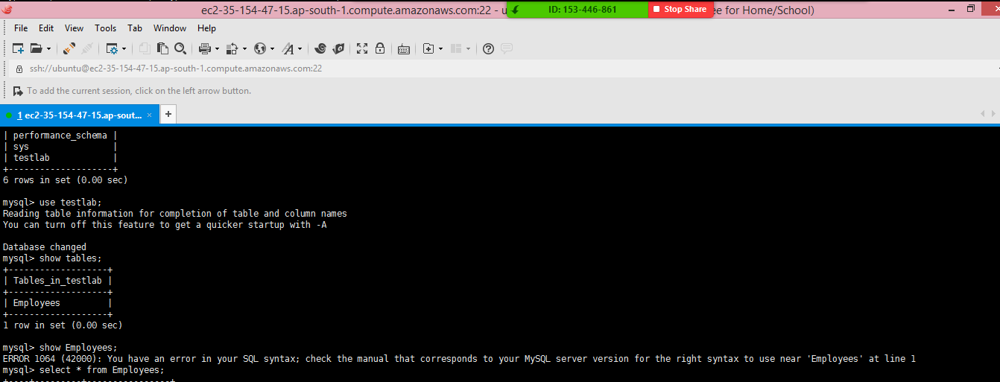 ec2-35-154-47-15.ap-south-1.compute.amazonaws.com:22 - u
ID: 153-446-861
Stop Share
ee for Home/School)
File Edit View Tools Tab Window Help
ssh://ubuntu@ec2-35-154-47-15.ap-south-1.compute.amazonaws.com:22
To add the current session, click on the left arrow button.
1 ec2-35-154-47-15.ap-sout... × +
| performance_schema |
| sys                |
| testlab            |
+--------------------+
6 rows in set (0.00 sec)
mysql> use testlab;
Reading table information for completion of table and column names
You can turn off this feature to get a quicker startup with -A
Database changed
mysql> show tables;
+-------------------+
| Tables_in_testlab |
+-------------------+
| Employees         |
+-------------------+
1 row in set (0.00 sec)
mysql> show Employees;
ERROR 1064 (42000): You have an error in your SQL syntax; check the manual that corresponds to your MySQL server version for the right syntax to use near 'Employees' at line 1
mysql> select * from Employees;